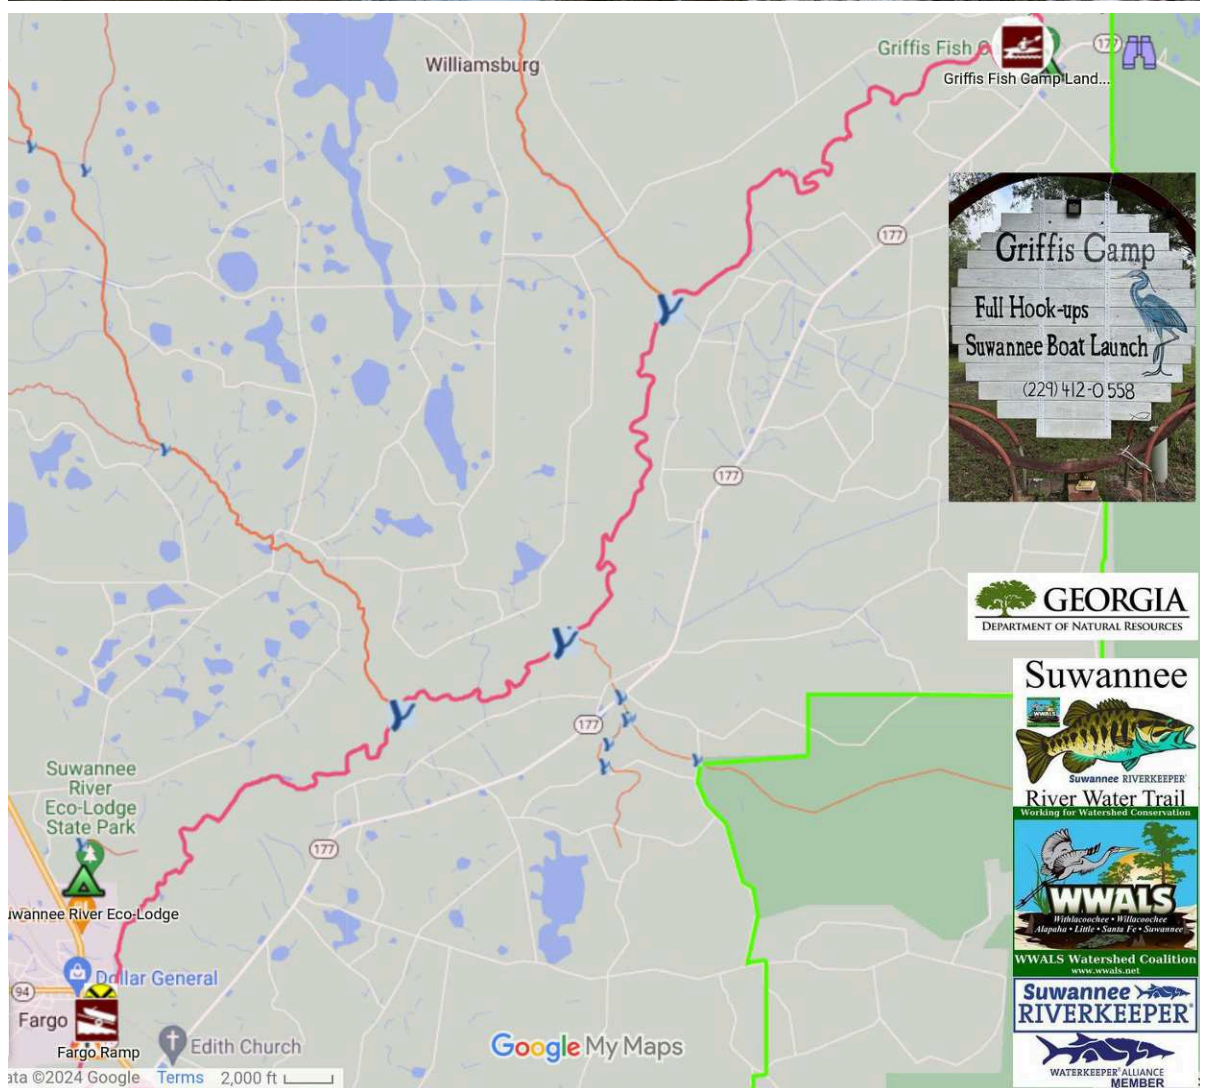 Williamsburg
Griffis Fish C
177
Griffis Fish Gamp Land...
177
Griffis Camp
Full Hook-ups
Suwannee Boat Launch
(229) 412-0558
177
GEORGIA
DEPARTMENT OF NATURAL RESOURCES
Suwannee
WWALS
Suwannee RIVERKEEPER®
River Water Trail
Working for Watershed Conservation
WWALS
Withlacoochee • Willacoochee
Alapaha • Little • Santa Fe • Suwannee
WWALS Watershed Coalition
www.wwals.net
Suwannee
RIVERKEEPER®
WATERKEEPER® ALLIANCE
MEMBER
177
Suwannee
River
Eco-Lodge
State Park
177
uwannee River Eco-Lodge
Dollar General
94
Fargo
Fargo Ramp
Edith Church
Google My Maps
ata ©2024 Google
Terms
2,000 ft